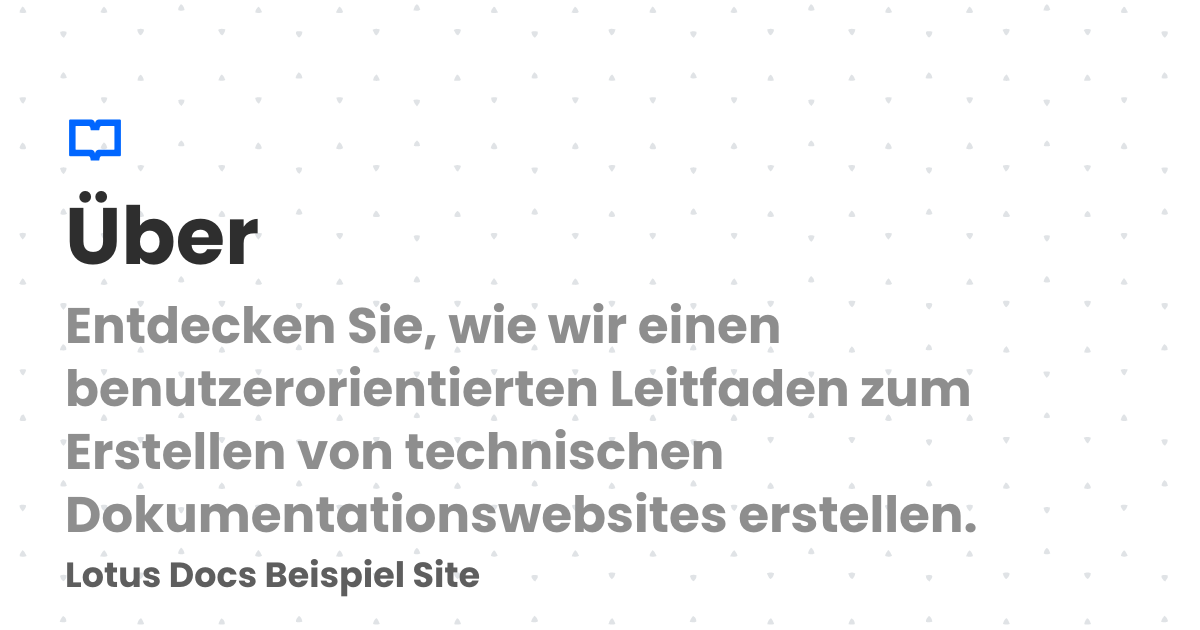 Über
Entdecken Sie, wie wir einen
benutzerorientierten Leitfaden zum
Erstellen von technischen
Dokumentationswebsites erstellen.
Lotus Docs Beispiel Site